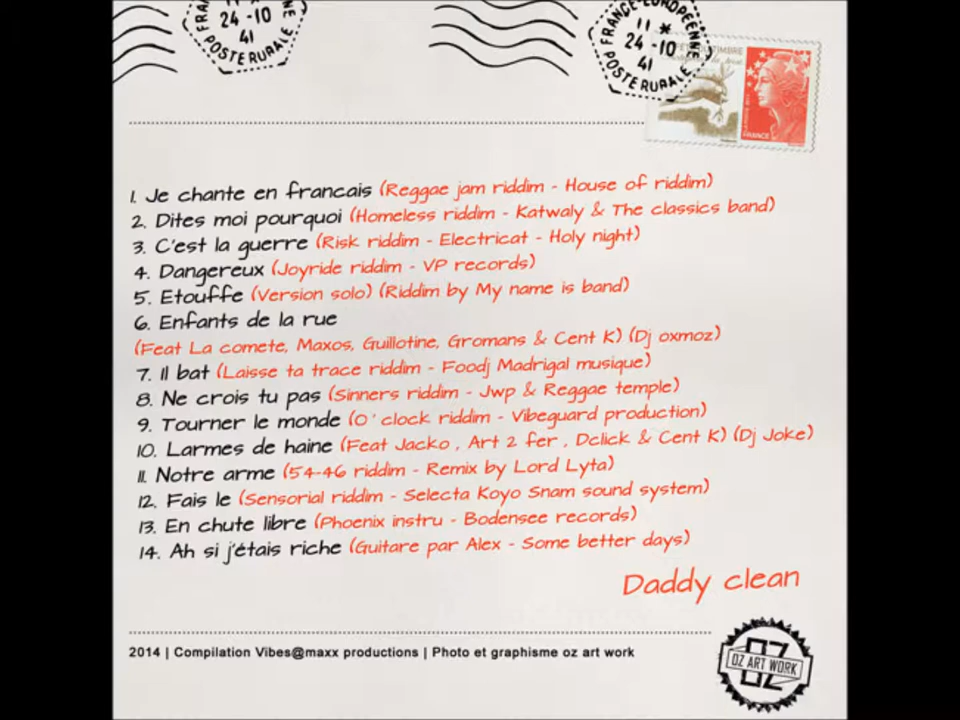 24-10
41
POSTE RURALE
FRANCE-EUROPEENNE
11 *
24-10
41
POSTE RURALE
FRANCE
1. Je chante en francais (Reggae jam riddim - House of riddim)
2. Dites moi pourquoi (Homeless riddim - Katwaly & The classics band)
3. C'est la guerre (Risk riddim - Electricat - Holy night)
4. Dangereux (Joyride riddim - VP records)
5. Etouffe (Version solo) (Riddim by My name is band)
6. Enfants de la rue
(Feat La comete, Maxos, Guillotine, Gromans & Cent K) (Dj oxmoz)
7. Il bat (Laisse ta trace riddim - Foodj Madrigal musique)
8. Ne crois tu pas (Sinners riddim - Jwp & Reggae temple)
9. Tourner le monde (O'clock riddim - Vibeguard production)
10. Larmes de haine (Feat Jacko , Art 2 fer , Dclick & Cent K) (Dj Joke)
11. Notre arme (54-46 riddim - Remix by Lord Lyta)
12. Fais le (Sensorial riddim - Selecta Koyo Snam sound system)
13. En chute libre (Phoenix instru - Bodensee records)
14. Ah si j'étais riche (Guitare par Alex - Some better days)
Daddy clean
2014 | Compilation Vibes@maxx productions | Photo et graphisme oz art work
OZ ART WORK